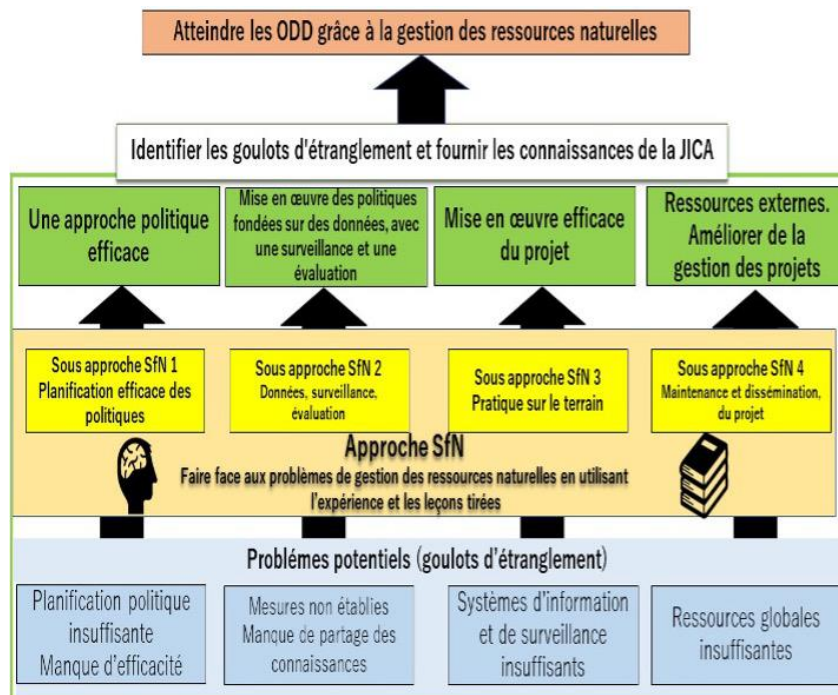 Atteindre les ODD grâce à la gestion des ressources naturelles
Identifier les goulots d'étranglement et fournir les connaissances de la JICA
Une approche politique
efficace
Mise en œuvre des politiques
fondées sur des données, avec
une surveillance et une
évaluation
Mise en œuvre efficace
du projet
Ressources externes.
Améliorer de la
gestion des projets
Sous approche SfN 1
Planification efficace des
politiques
Sous approche SfN 2
Données, surveillance,
évaluation
Sous approche SfN 3
Pratique sur le terrain
Sous approche SfN 4
Maintenance et dissémination,
du projet
Approche SfN
Faire face aux problèmes de gestion des ressources naturelles en utilisant
l'expérience et les leçons tirées
Problémes potentiels (goulots d'étranglement)
Planification politique
insuffisante
Manque d'efficacité
Mesures non établies
Manque de partage des
connaissances
Systèmes d'information
et de surveillance
insuffisants
Ressources globales
insuffisantes